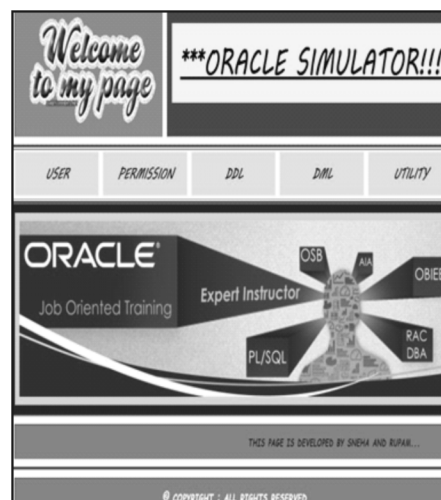 Welcome
to my page
***ORACLE SIMULATOR!!!
USER PERMISSION DDL DML UTILITY
ORACLE®
Job Oriented Training
Expert Instructor
OSB
AIA
OBIEE
PL/SQL
RAC
DBA
THIS PAGE IS DEVELOPED BY SNEHA AND RUPAM...
© COPYRIGHT : ALL RIGHTS RESERVED